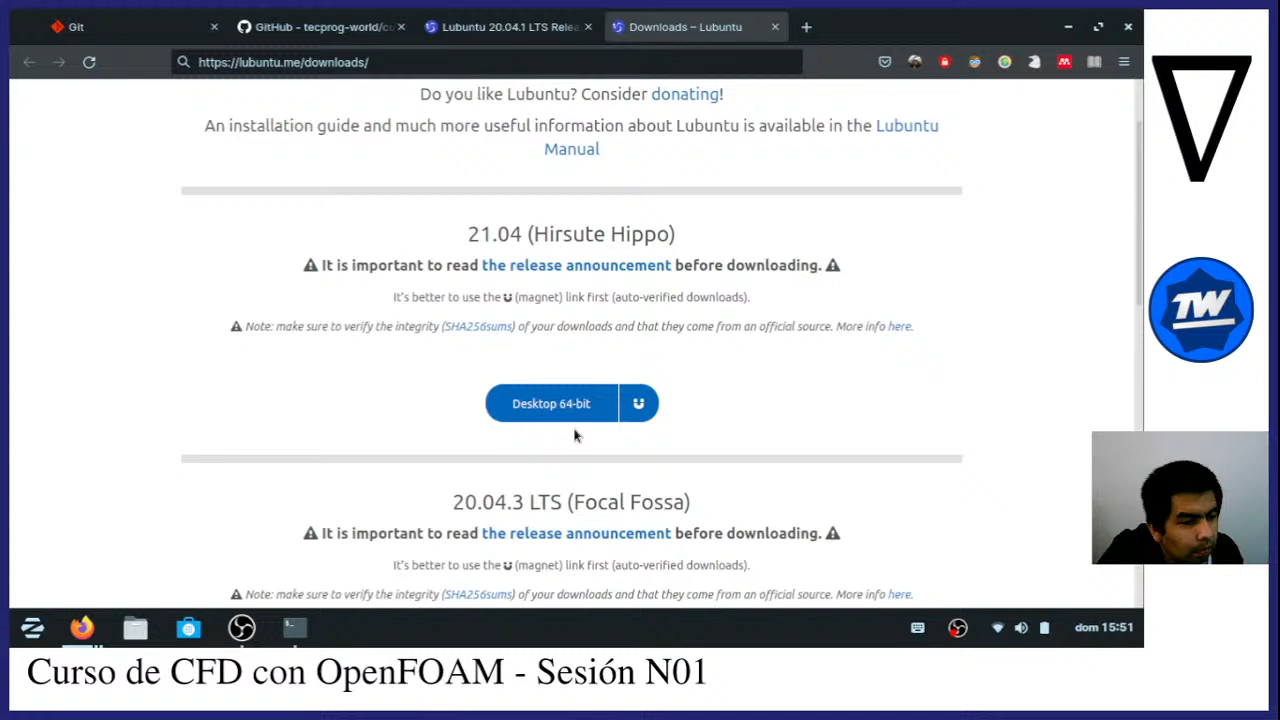 Git
GitHub - tecprog-world/cu
Lubuntu 20.04.1 LTS Relea
Downloads – Lubuntu
https://lubuntu.me/downloads/
Do you like Lubuntu? Consider donating!
An installation guide and much more useful information about Lubuntu is available in the Lubuntu
Manual
21.04 (Hirsute Hippo)
It is important to read the release announcement before downloading.
It's better to use the (magnet) link first (auto-verified downloads).
Note: make sure to verify the integrity (SHA256sums) of your downloads and that they come from an official source. More info here.
Desktop 64-bit
20.04.3 LTS (Focal Fossa)
It is important to read the release announcement before downloading.
It's better to use the (magnet) link first (auto-verified downloads).
Note: make sure to verify the integrity (SHA256sums) of your downloads and that they come from an official source. More info here.
TW
dom 15:51
Curso de CFD con OpenFOAM - Sesión N01